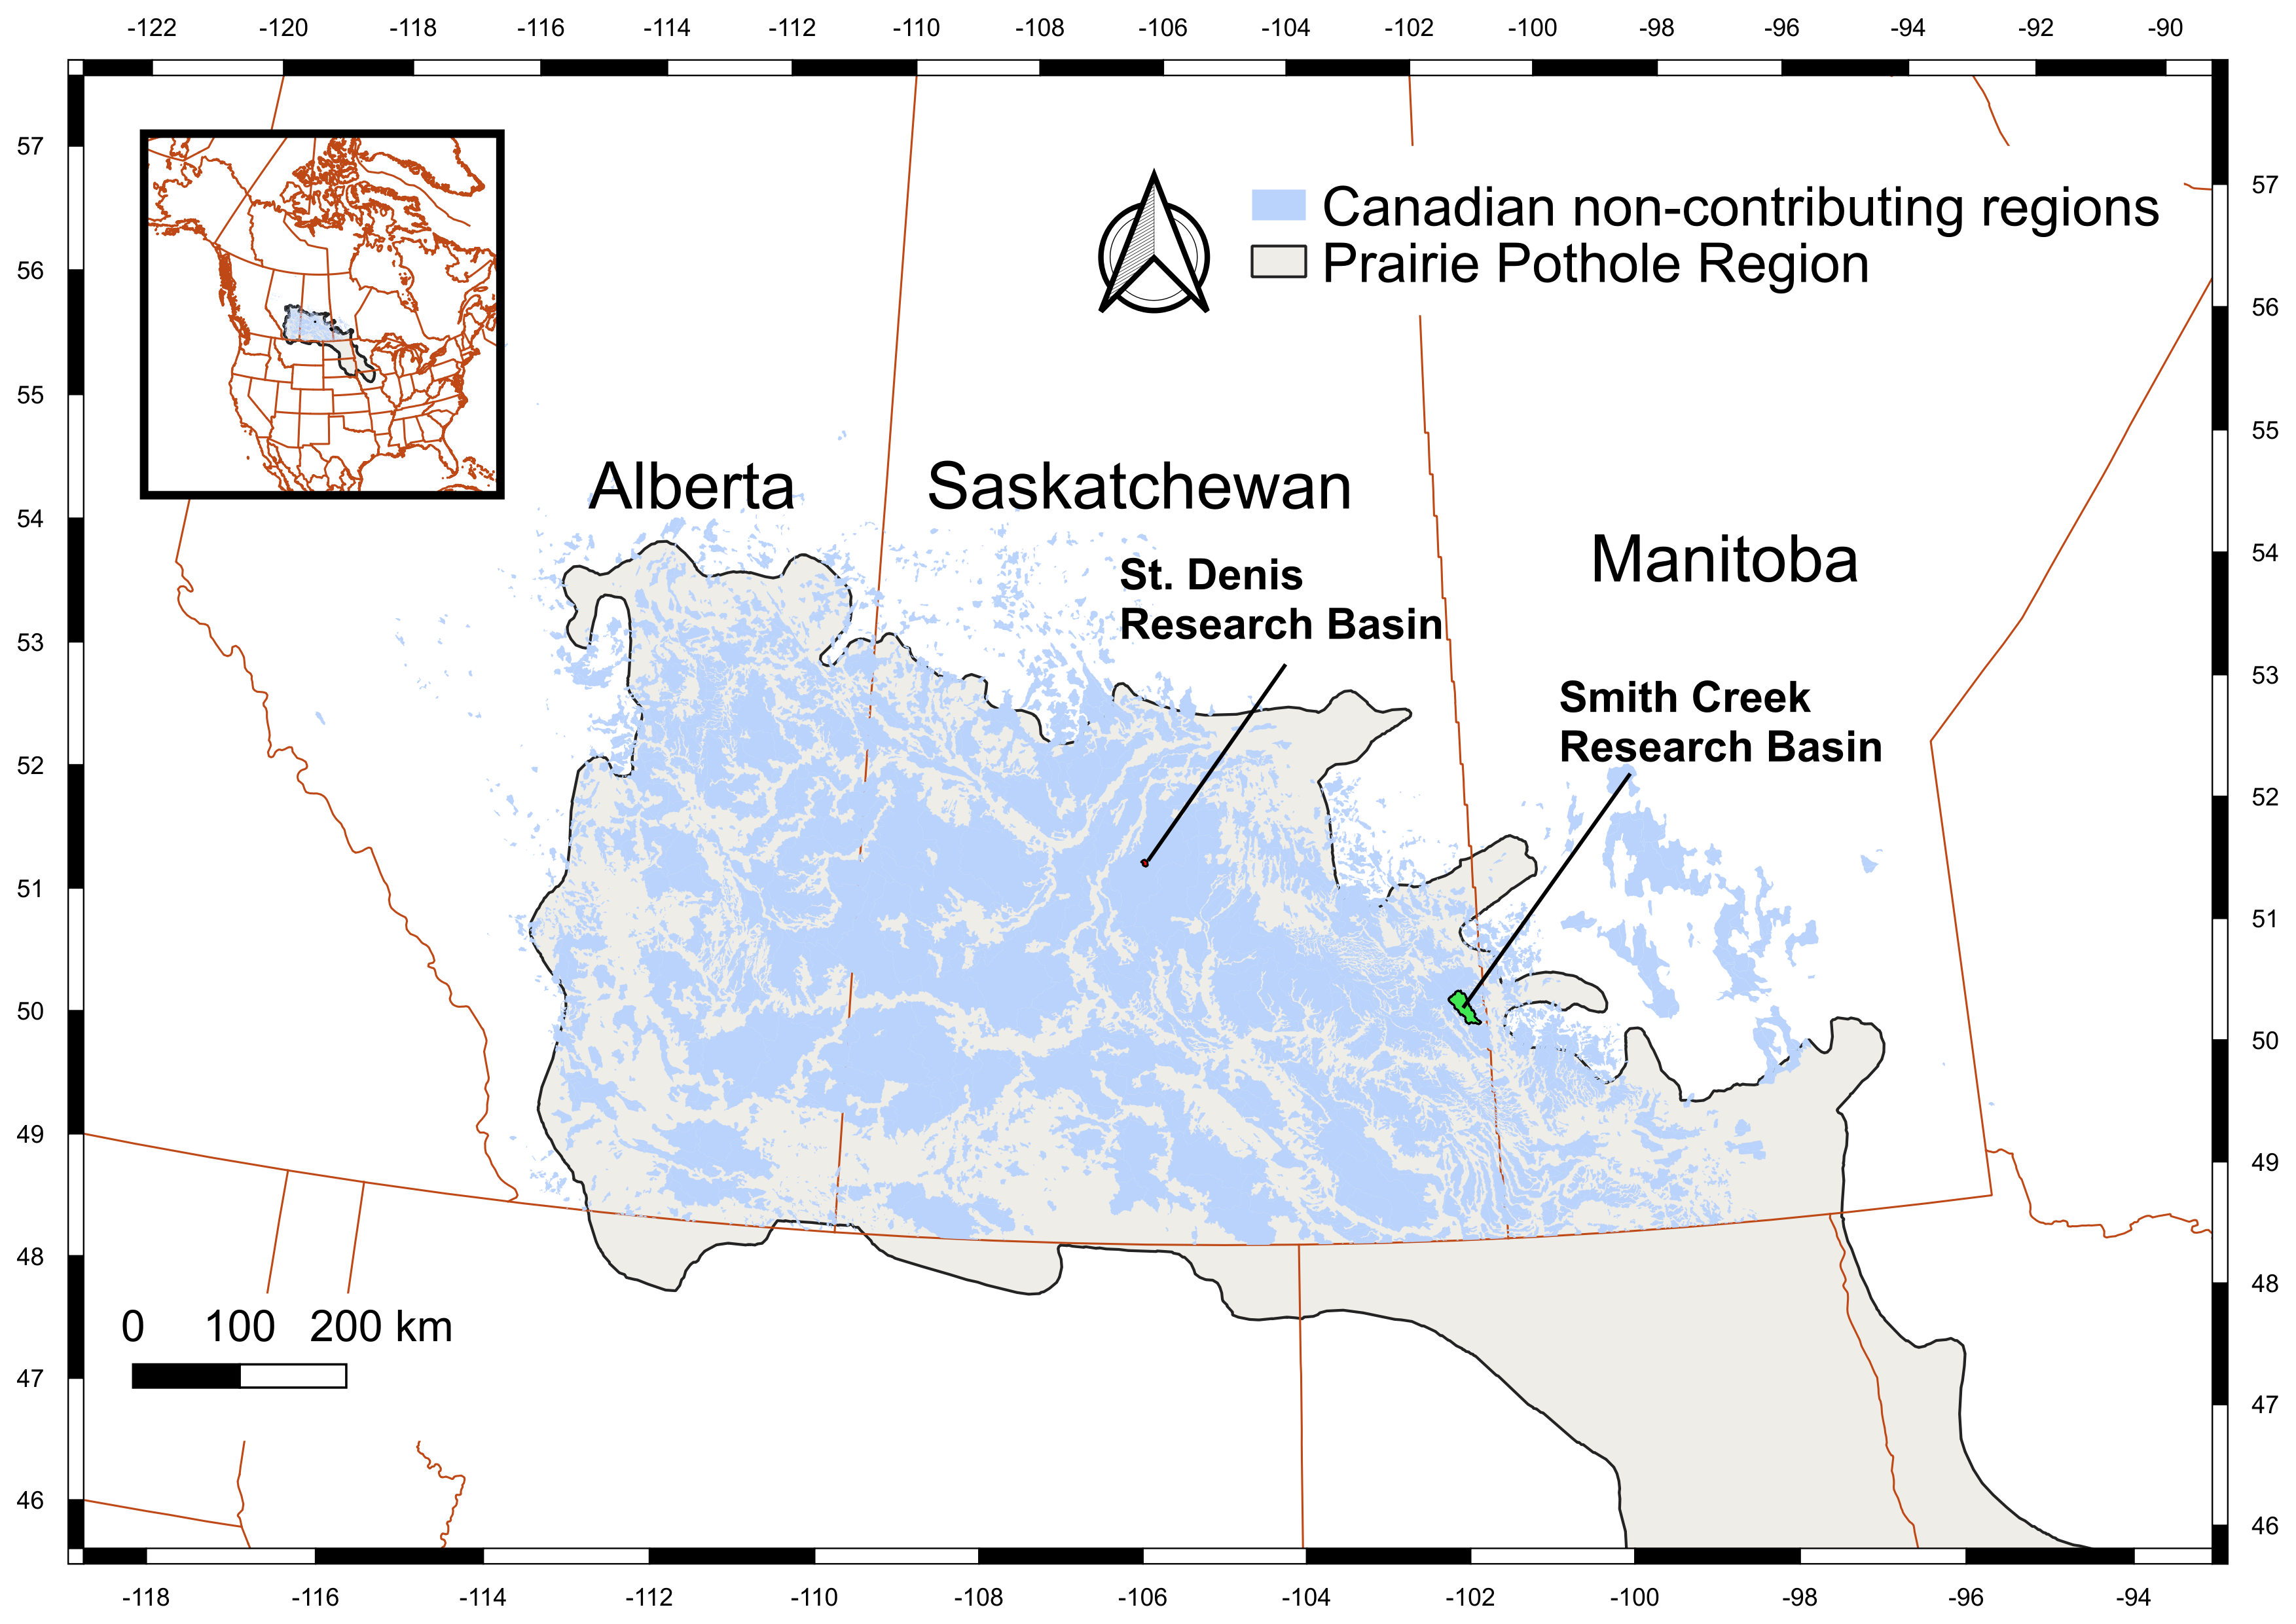 -122 -120 -118 -116 -114 -112 -110 -108 -106 -104 -102 -100 -98 -96 -94 -92 -90
57
57
Canadian non-contributing regions
Prairie Pothole Region
56
56
55
55
Alberta Saskatchewan
54
54
Manitoba
St. Denis
Research Basin
53
53
Smith Creek
Research Basin
52
52
51
51
50
50
49
49
48
48
0 100 200 km
47
47
46
46
-118 -116 -114 -112 -110 -108 -106 -104 -102 -100 -98 -96 -94